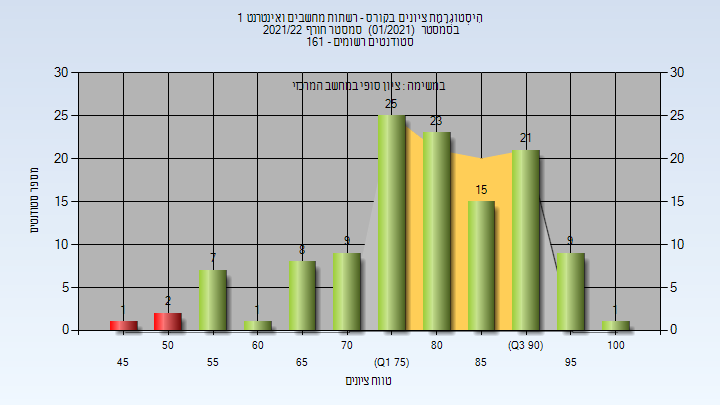 היסטוגרמת ציונים בקורס - רשתות מחשבים ואינטרנט 1
בסמסטר (01/2021) סמסטר חורף 2021/22
סטודנטים רשומים - 161
במשימה : ציון סופי במחשב המרכזי
30 30
25 25
20 20
15 15
10 10
5 5
0 0
מספר סטודנטים
1 2 7 1 8 9 25 23 15 21 9 1
50 60 70 80 (Q3 90) 100
45 55 65 (Q1 75) 85 95
טווח ציונים